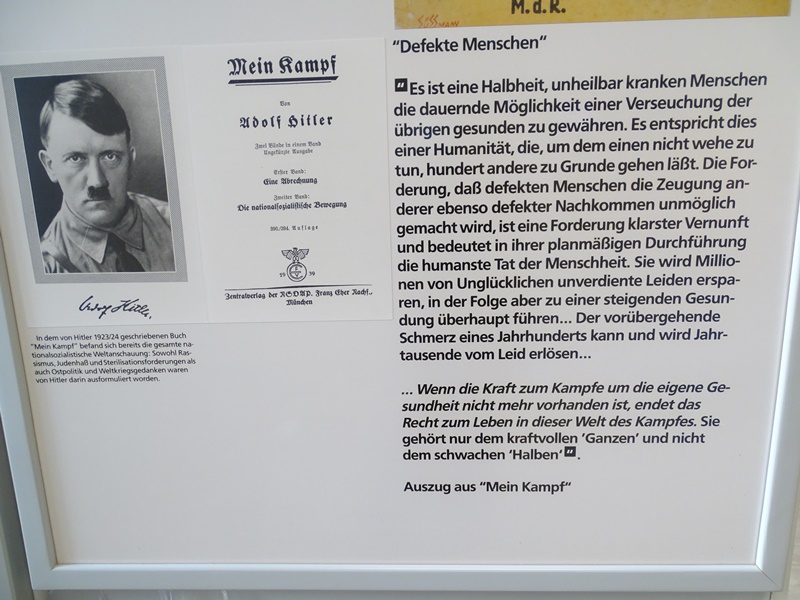 M.d.R.
Mein Kampf
Von
Adolf Hitler
Zwei Bände in einem Band
Ungekürzte Ausgabe
Erster Band:
Eine Abrechnung
Zweiter Band:
Die nationalsozialistische Bewegung
Auflage
19 39
Zentralverlag der NSDAP. Franz Eher Nachf.,
München
Adolf Hitler
In dem von Hitler 1923/24 geschriebenen Buch
"Mein Kampf" befand sich bereits die gesamte na-
tionalsozialistische Weltanschauung: Sowohl Ras-
sismus, Judenhaß und Sterilisationsforderungen als
auch Ostpolitik und Weltkriegsgedanken waren
von Hitler darin ausformuliert worden.
"Defekte Menschen"
"Es ist eine Halbheit, unheilbar kranken Menschen
die dauernde Möglichkeit einer Verseuchung der
übrigen gesunden zu gewähren. Es entspricht dies
einer Humanität, die, um dem einen nicht wehe zu
tun, hundert andere zu Grunde gehen läßt. Die For-
derung, daß defekten Menschen die Zeugung an-
derer ebenso defekter Nachkommen unmöglich
gemacht wird, ist eine Forderung klarster Vernunft
und bedeutet in ihrer planmäßigen Durchführung
die humanste Tat der Menschheit. Sie wird Millio-
nen von Unglücklichen unverdiente Leiden erspa-
ren, in der Folge aber zu einer steigenden Gesun-
dung überhaupt führen... Der vorübergehende
Schmerz eines Jahrhunderts kann und wird Jahr-
tausende vom Leid erlösen...
... Wenn die Kraft zum Kampfe um die eigene Ge-
sundheit nicht mehr vorhanden ist, endet das
Recht zum Leben in dieser Welt des Kampfes. Sie
gehört nur dem kraftvollen 'Ganzen' und nicht
dem schwachen 'Halben'".
Auszug aus "Mein Kampf"